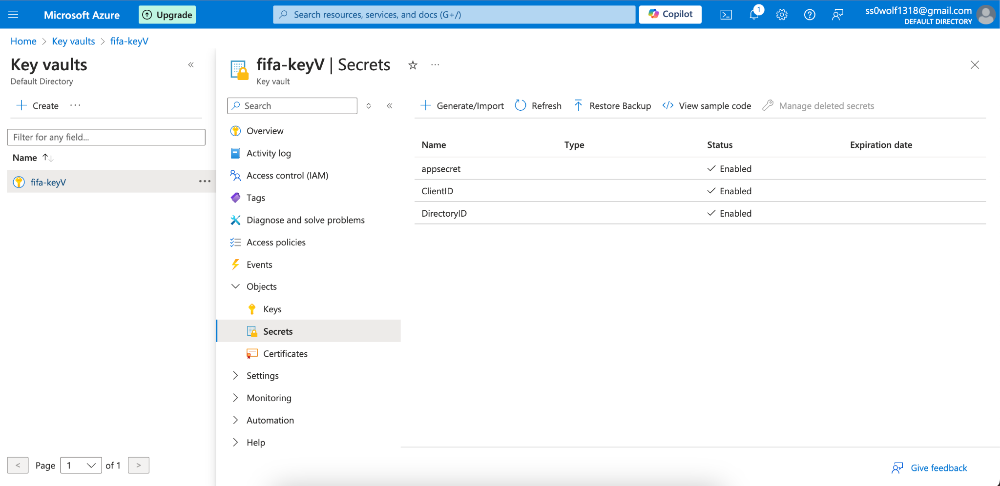 Microsoft Azure
Upgrade
Search resources, services, and docs (G+/)
Copilot
1
ss0wolf1318@gmail.com
DEFAULT DIRECTORY
Home > Key vaults > fifa-keyV
Key vaults
Default Directory
+ Create ...
Filter for any field...
Name ↑↓
fifa-keyV ...
< Page 1 of 1 >
fifa-keyV | Secrets
Key vault
Search
Overview
Activity log
Access control (IAM)
Tags
Diagnose and solve problems
Access policies
Events
Objects
Keys
Secrets
Certificates
Settings
Monitoring
Automation
Help
+ Generate/Import Refresh Restore Backup </> View sample code Manage deleted secrets
Name Type Status Expiration date
appsecret Enabled
ClientID Enabled
DirectoryID Enabled
Give feedback